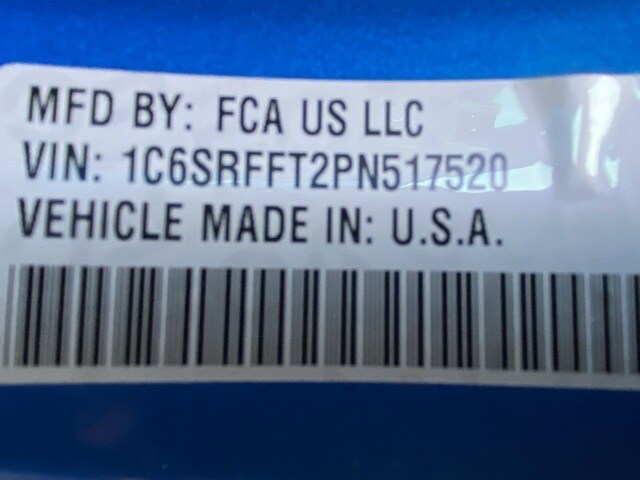 MFD BY: FCA US LLC
VIN: 1C6SRFFT2PN517520
VEHICLE MADE IN: U.S.A.